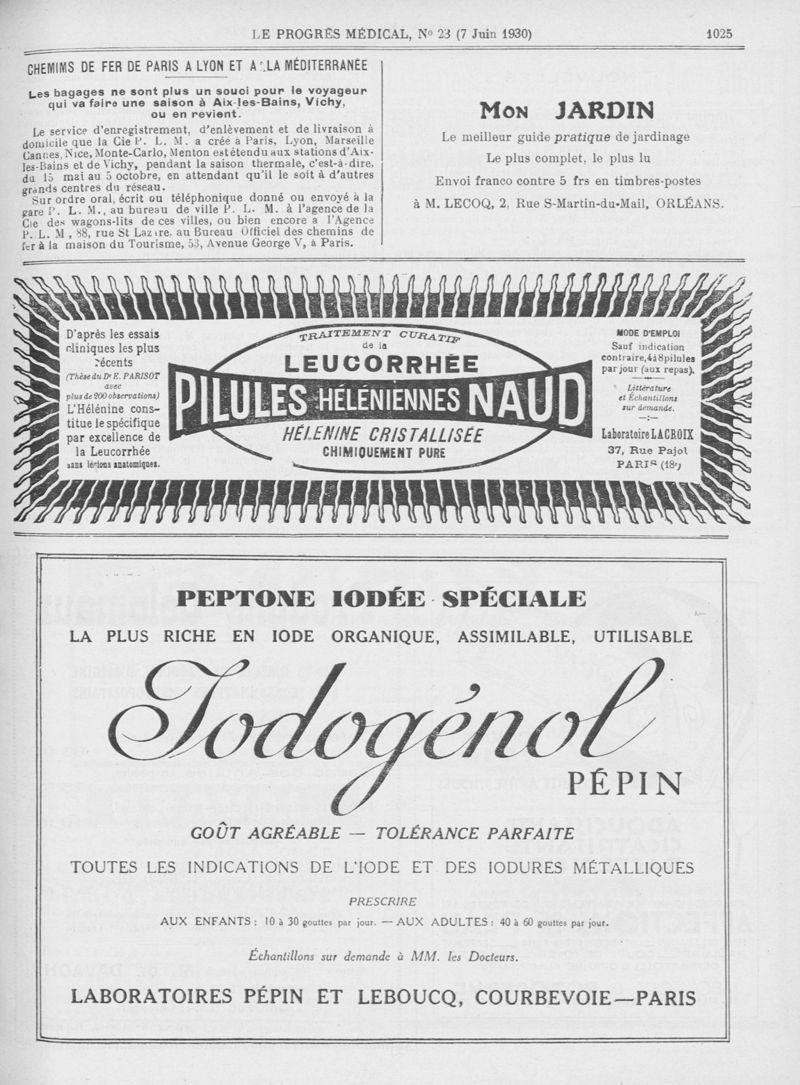 LE PROGRÈS MÉDICAL, No 23 (7 Juin 1930) 1025
CHEMIMS DE FER DE PARIS A LYON ET A LA MÉDITERRANÉE
Les bagages ne sont plus un souci pour le voyageur
qui va faire une saison à Aix-les-Bains, Vichy,
ou en revient.
Le service d'enregistrement, d'enlèvement et de livraison à
domicile que la Cie P. L. M. a crée à Paris, Lyon, Marseille
Cannes, Nice, Monte-Carlo, Menton est étendu aux stations d'Aix-
les-Bains et de Vichy, pendant la saison thermale, c'est-à-dire,
du 15 mai au 5 octobre, en attendant qu'il le soit à d'autres
grands centres du réseau.
Sur ordre oral, écrit ou téléphonique donné ou envoyé à la
gare P. L. M., au bureau de ville P. L. M. à l'agence de la
Cie des wagons-lits de ces villes, ou bien encore a l'Agence
P. L. M, 88, rue St Lazare, au Bureau Officiel des chemins de
fer à la maison du Tourisme, 53, Avenue George V, à Paris.
MON JARDIN
Le meilleur guide pratique de jardinage
Le plus complet, le plus lu
Envoi franco contre 5 frs en timbres-postes
à M. LECOQ, 2, Rue S-Martin-du-Mail, ORLÉANS.
D'après les essais
cliniques les plus
récents
(Thèse du Dr E. PARISOT
avec
plus de 200 observations)
L'Hélénine cons-
titue le spécifique
par excellence de
la Leucorrhée
sans lésions anatomiques.
TRAITEMENT CURATIF
de la
LEUCORRHÉE
PILULES HÉLÉNIENNES NAUD
HÉLÉNINE CRISTALLISÉE
CHIMIQUEMENT PURE
MODE D'EMPLOI
Sauf indication
contraire, 4 à 8 pilules
par jour (aux repas).
Littérature
et Échantillons
sur demande.
Laboratoire LACROIX
37, Rue Pajol
PARIS (18e)
PEPTONE IODÉE SPÉCIALE
LA PLUS RICHE EN IODE ORGANIQUE, ASSIMILABLE, UTILISABLE
Iodogénol
PÉPIN
GOÛT AGRÉABLE — TOLÉRANCE PARFAITE
TOUTES LES INDICATIONS DE L'IODE ET DES IODURES MÉTALLIQUES
PRESCRIRE
AUX ENFANTS : 10 à 30 gouttes par jour. — AUX ADULTES : 40 à 60 gouttes par jour.
Échantillons sur demande à MM. les Docteurs.
LABORATOIRES PÉPIN ET LEBOUCQ, COURBEVOIE—PARIS